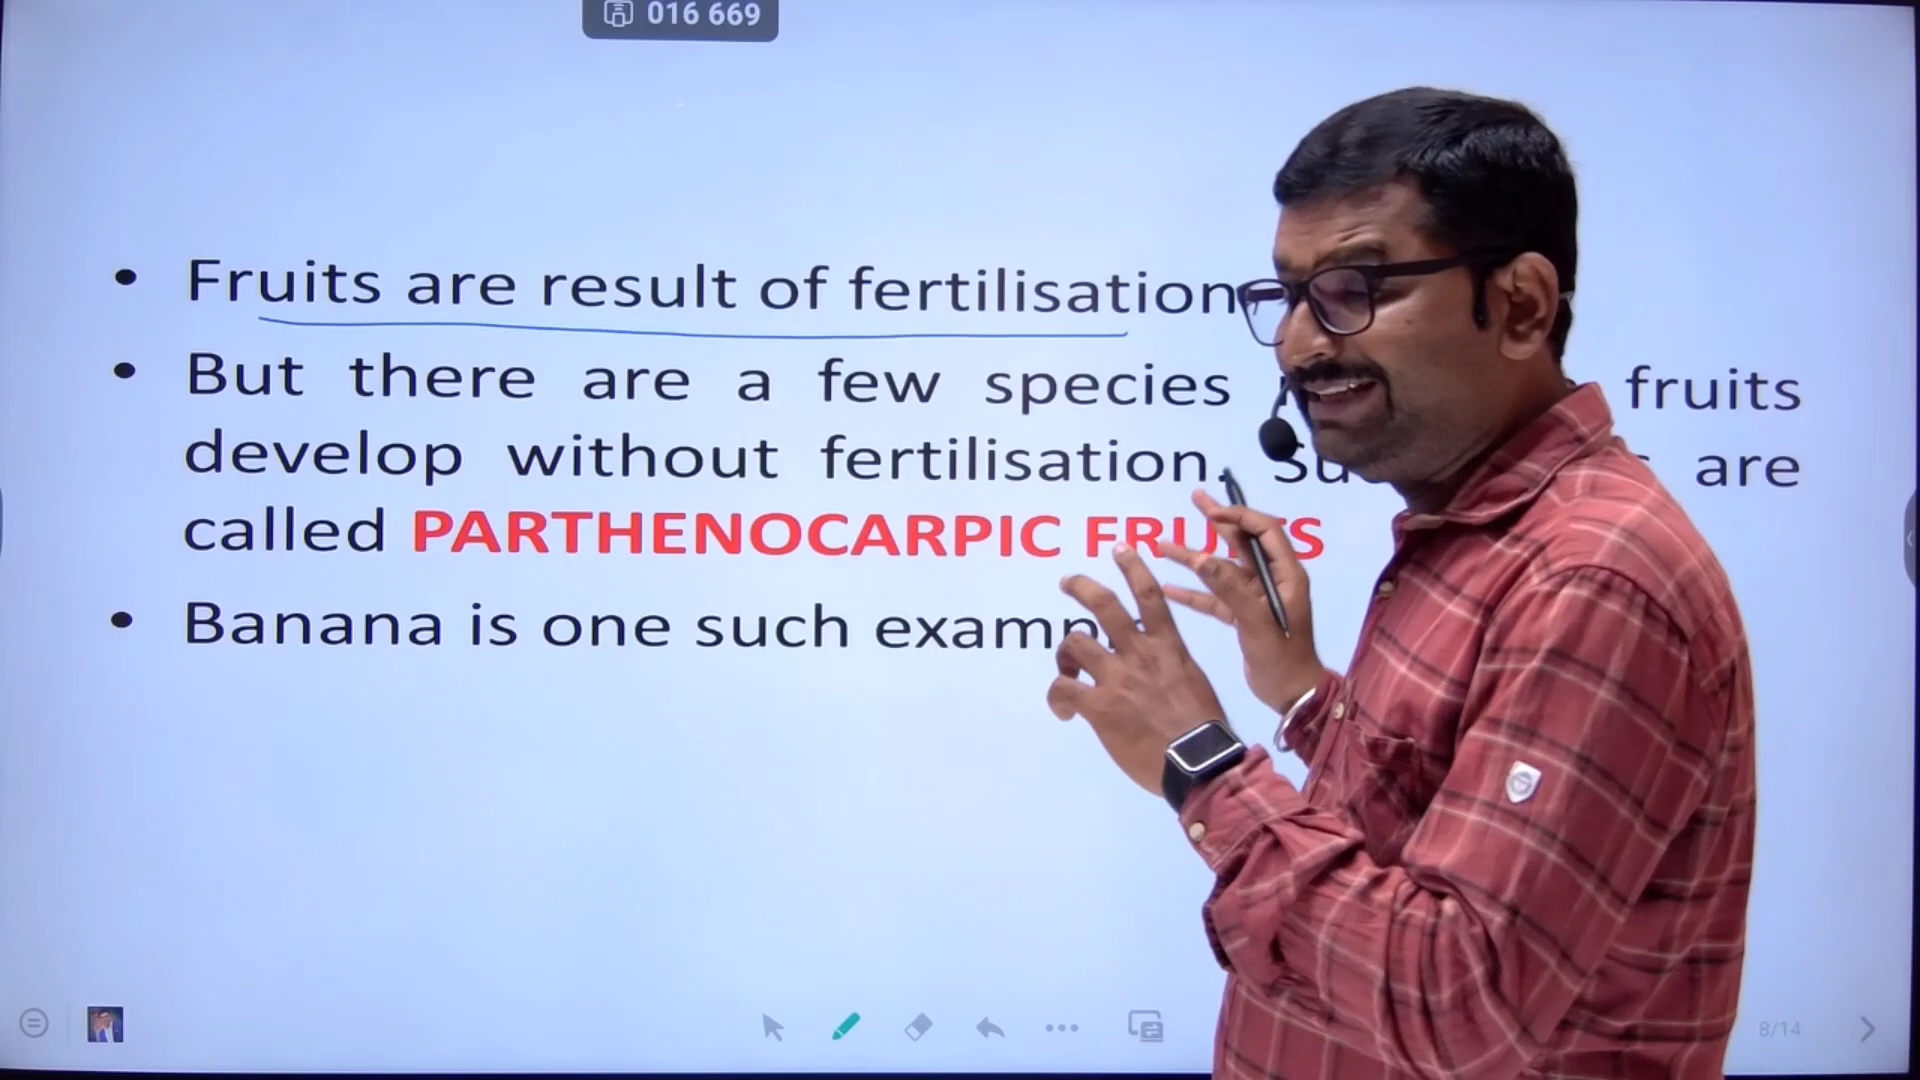 016 669
• Fruits are result of fertilisation
• But there are a few species fruits
develop without fertilisation. are
called PARTHENOCARPIC FRUITS
• Banana is one such
8/14